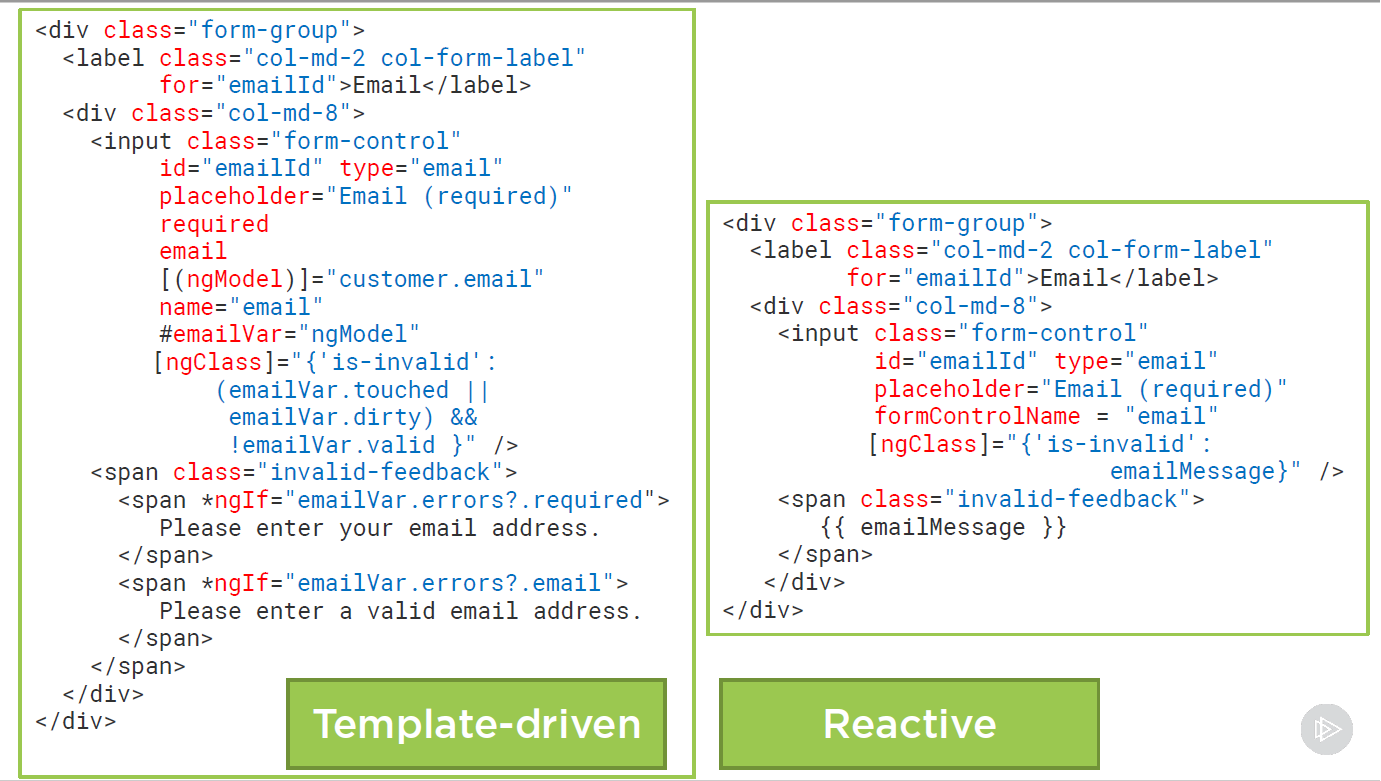 <div class="form-group">
<label class="col-md-2 col-form-label"
for="emailId">Email</label>
<div class="col-md-8">
<input class="form-control"
id="emailId" type="email"
placeholder="Email (required)"
required
email
[(ngModel)]="customer.email"
name="email"
#emailVar="ngModel"
[ngClass]="{'is-invalid':
(emailVar.touched ||
emailVar.dirty) &&
!emailVar.valid }" />
<span class="invalid-feedback">
<span *ngIf="emailVar.errors?.required">
Please enter your email address.
</span>
<span *ngIf="emailVar.errors?.email">
Please enter a valid email address.
</span>
</span>
</div>
</div>
Template-driven
<div class="form-group">
<label class="col-md-2 col-form-label"
for="emailId">Email</label>
<div class="col-md-8">
<input class="form-control"
id="emailId" type="email"
placeholder="Email (required)"
formControlName = "email"
[ngClass]="{'is-invalid':
emailMessage}" />
<span class="invalid-feedback">
{{ emailMessage }}
</span>
</div>
</div>
Reactive